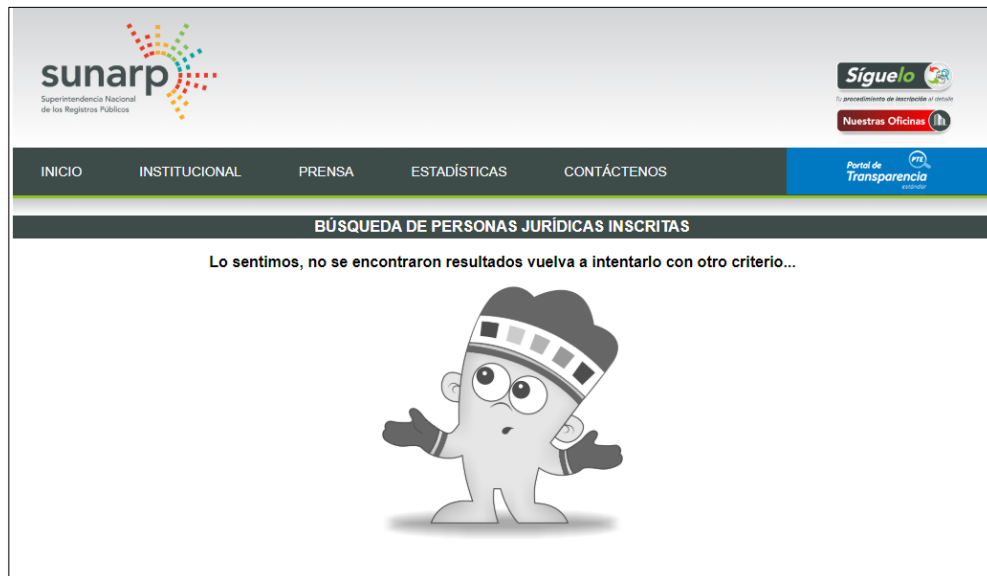 sunarp
Superintendencia Nacional
de los Registros Públicos
Síguelo
Tu procedimiento de inscripción al detalle
Nuestras Oficinas
INICIO INSTITUCIONAL PRENSA ESTADÍSTICAS CONTÁCTENOS
Portal de PTE
Transparencia
estándar
BÚSQUEDA DE PERSONAS JURÍDICAS INSCRITAS
Lo sentimos, no se encontraron resultados vuelva a intentarlo con otro criterio...